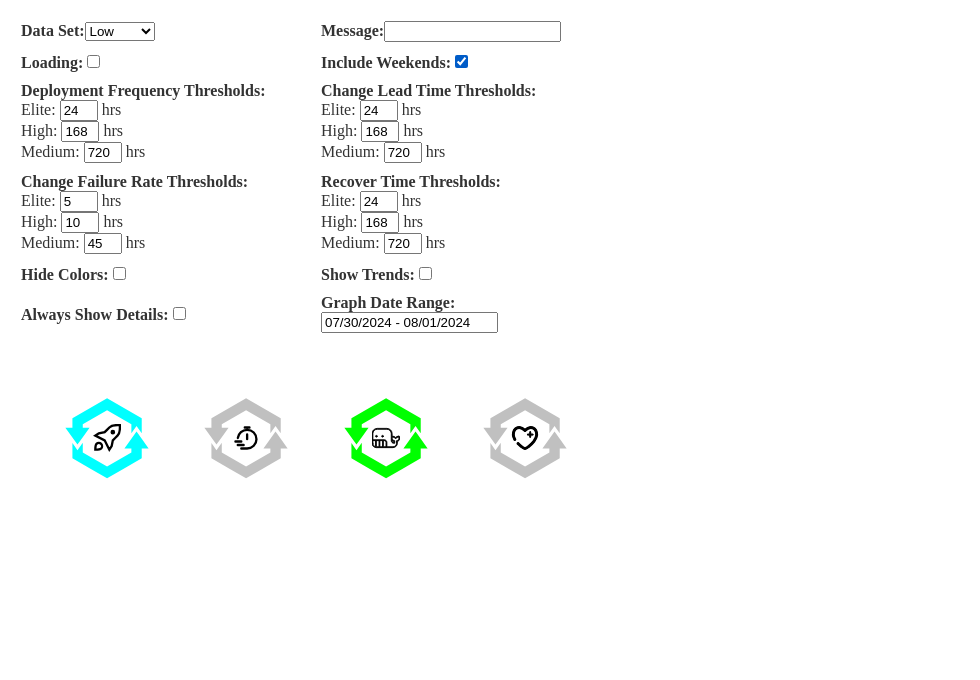 Data Set: Low
Message:
Loading:
Include Weekends:
Deployment Frequency Thresholds:
Elite: 24 hrs
High: 168 hrs
Medium: 720 hrs
Change Lead Time Thresholds:
Elite: 24 hrs
High: 168 hrs
Medium: 720 hrs
Change Failure Rate Thresholds:
Elite: 5 hrs
High: 10 hrs
Medium: 45 hrs
Recover Time Thresholds:
Elite: 24 hrs
High: 168 hrs
Medium: 720 hrs
Hide Colors:
Show Trends:
Always Show Details:
Graph Date Range:
07/30/2024 - 08/01/2024